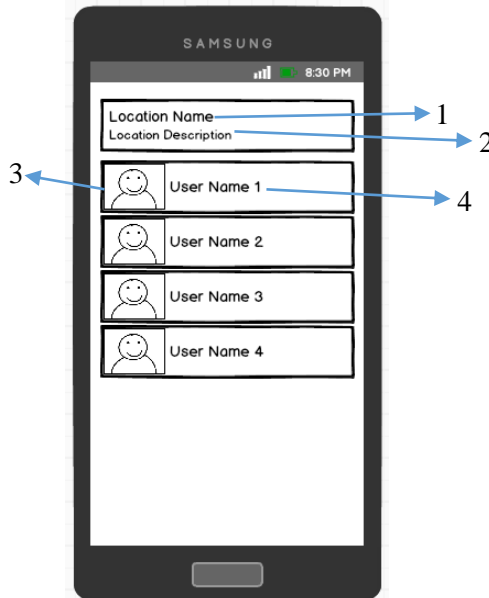 SAMSUNG
8:30 PM
Location Name
1
Location Description
2
3
User Name 1
4
User Name 2
User Name 3
User Name 4